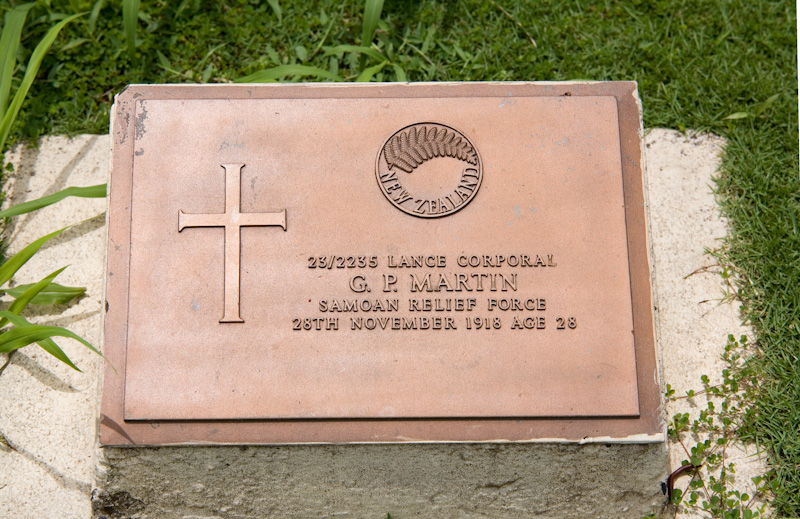 NEW ZEALAND
23/2235 LANCE CORPORAL
G. P. MARTIN
SAMOAN RELIEF FORCE
28TH NOVEMBER 1918 AGE 28